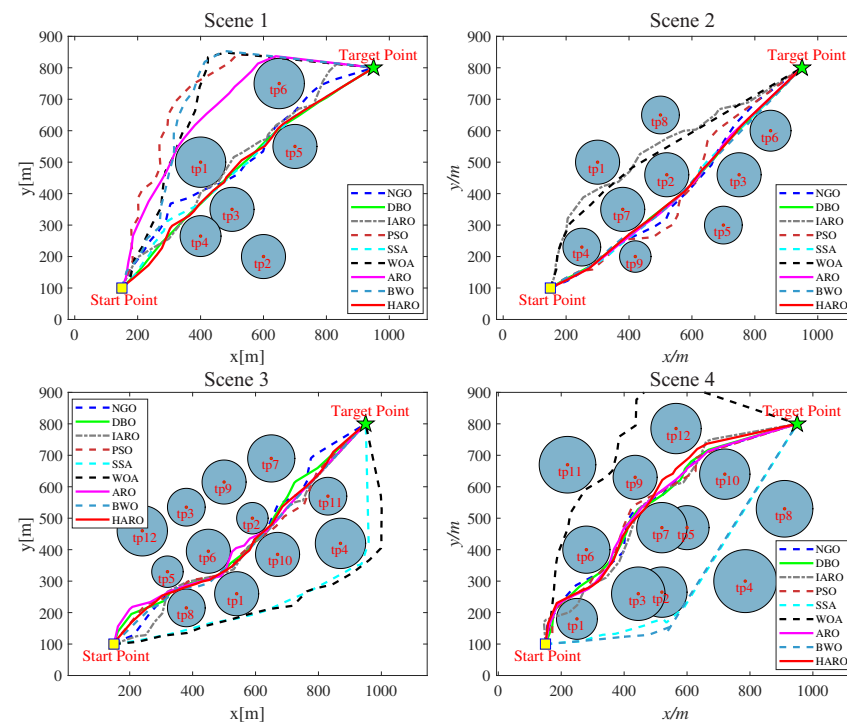 Scene 1
900
800
700
600
500
400
300
200
100
0
y[m]
Target Point
tp6
tp1
tp5
tp3
tp4
tp2
Start Point
NGO
DBO
IARO
PSO
SSA
WOA
ARO
BWO
HARO
0 200 400 600 800 1000
x[m]
Scene 2
900
800
700
600
500
400
300
200
100
0
y/m
Target Point
tp8
tp6
tp1
tp2
tp3
tp7
tp5
tp4
tp9
Start Point
NGO
DBO
IARO
PSO
SSA
WOA
ARO
BWO
HARO
0 200 400 600 800 1000
x/m
Scene 3
900
800
700
600
500
400
300
200
100
0
y[m]
NGO
DBO
IARO
PSO
SSA
WOA
ARO
BWO
HARO
Target Point
tp7
tp9
tp11
tp3
tp2
tp12
tp4
tp6
tp10
tp5
tp1
tp8
Start Point
200 400 600 800 1000
x[m]
Scene 4
900
800
700
600
500
400
300
200
100
0
y/m
Target Point
tp12
tp11
tp9
tp10
tp8
tp7
tp5
tp6
tp4
tp3
tp2
tp1
Start Point
NGO
DBO
IARO
PSO
SSA
WOA
ARO
BWO
HARO
200 400 600 800 1000
x/m